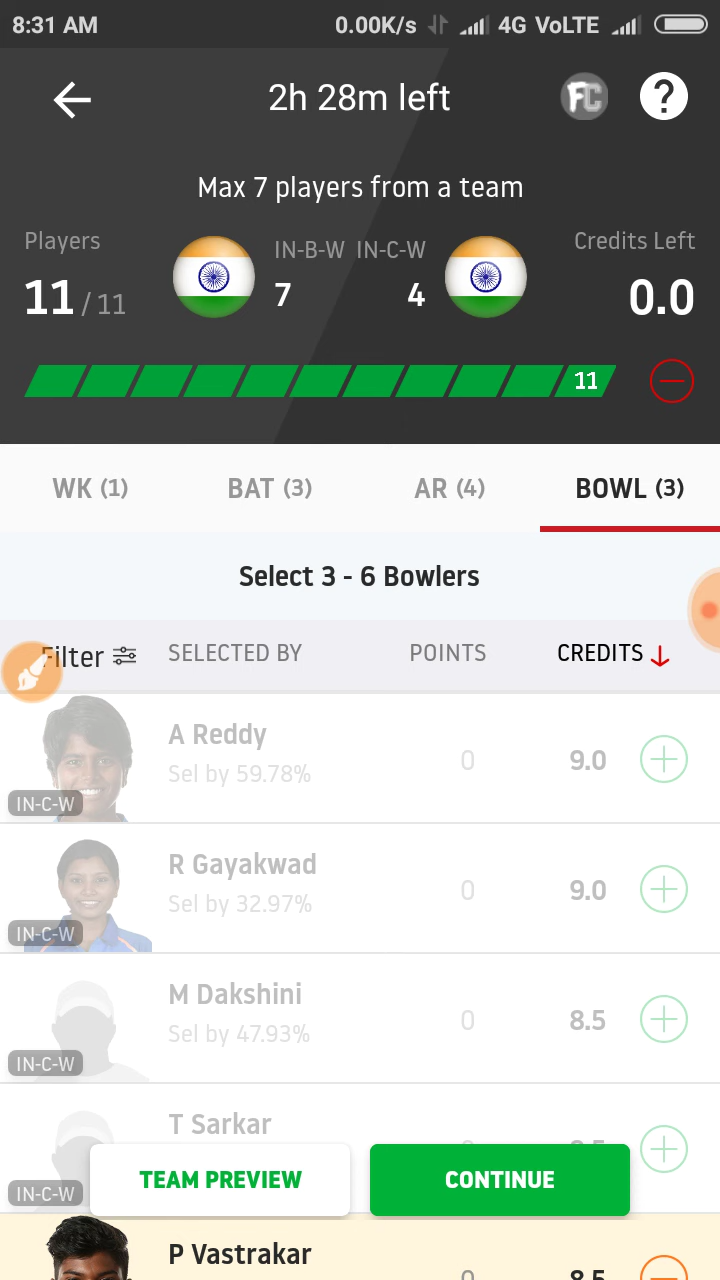 8:31 AM 0.00K/s 4G VoLTE
2h 28m left FC ?
Max 7 players from a team
Players IN-B-W IN-C-W Credits Left
11 / 11 7 4 0.0
11
WK (1) BAT (3) AR (4) BOWL (3)
Select 3 - 6 Bowlers
Filter SELECTED BY POINTS CREDITS
A Reddy
Sel by 59.78% 0 9.0
IN-C-W
R Gayakwad
Sel by 32.97% 0 9.0
IN-C-W
M Dakshini
Sel by 47.93% 0 8.5
IN-C-W
T Sarkar
IN-C-W
TEAM PREVIEW CONTINUE
P Vastrakar
0 8.5